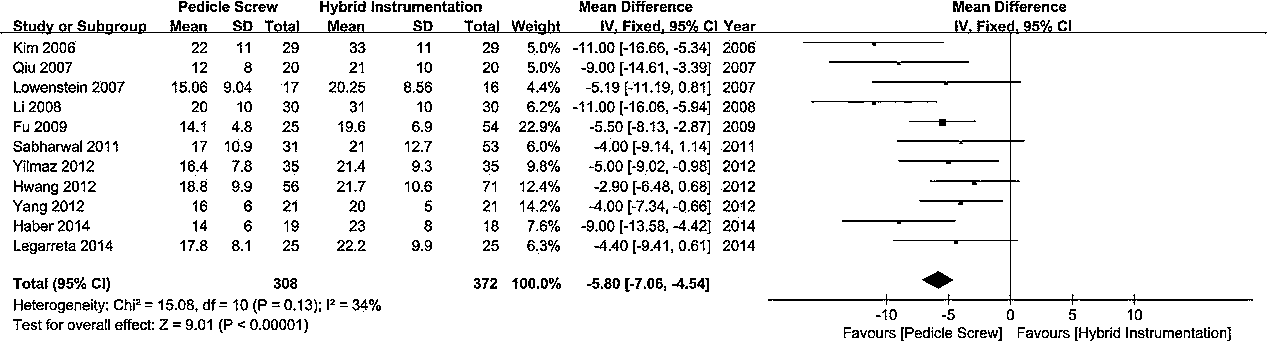 Pedicle Screw Hybrid Instrumentation Mean Difference Mean Difference
Study or Subgroup Mean SD Total Mean SD Total Weight IV, Fixed, 95% CI Year IV, Fixed, 95% CI
Kim 2006 22 11 29 33 11 29 5.0% -11.00 [-16.66, -5.34] 2006
Qiu 2007 12 8 20 21 10 20 5.0% -9.00 [-14.61, -3.39] 2007
Lowenstein 2007 15.06 9.04 17 20.25 8.56 16 4.4% -5.19 [-11.19, 0.81] 2007
Li 2008 20 10 30 31 10 30 6.2% -11.00 [-16.06, -5.94] 2008
Fu 2009 14.1 4.8 25 19.6 6.9 54 22.9% -5.50 [-8.13, -2.87] 2009
Sabharwal 2011 17 10.9 31 21 12.7 53 6.0% -4.00 [-9.14, 1.14] 2011
Yilmaz 2012 16.4 7.8 35 21.4 9.3 35 9.8% -5.00 [-9.02, -0.98] 2012
Hwang 2012 18.8 9.9 56 21.7 10.6 71 12.4% -2.90 [-6.48, 0.68] 2012
Yang 2012 16 6 21 20 5 21 14.2% -4.00 [-7.34, -0.66] 2012
Haber 2014 14 6 19 23 8 18 7.6% -9.00 [-13.58, -4.42] 2014
Legarreta 2014 17.8 8.1 25 22.2 9.9 25 6.3% -4.40 [-9.41, 0.61] 2014
Total (95% CI) 308 372 100.0% -5.80 [-7.06, -4.54]
Heterogeneity: Chi² = 15.08, df = 10 (P = 0.13); I² = 34%
Test for overall effect: Z = 9.01 (P < 0.00001)
-10 -5 0 5 10
Favours [Pedicle Screw] Favours [Hybrid Instrumentation}